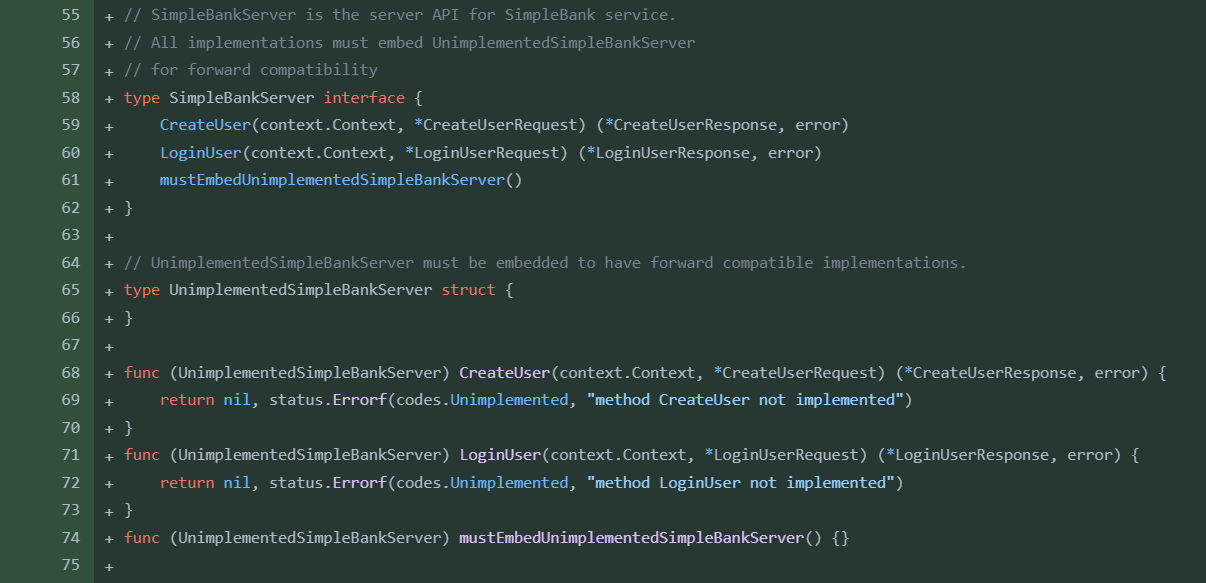 55 + // SimpleBankServer is the server API for SimpleBank service.
56 + // All implementations must embed UnimplementedSimpleBankServer
57 + // for forward compatibility
58 + type SimpleBankServer interface {
59 +     CreateUser(context.Context, *CreateUserRequest) (*CreateUserResponse, error)
60 +     LoginUser(context.Context, *LoginUserRequest) (*LoginUserResponse, error)
61 +     mustEmbedUnimplementedSimpleBankServer()
62 + }
63 +
64 + // UnimplementedSimpleBankServer must be embedded to have forward compatible implementations.
65 + type UnimplementedSimpleBankServer struct {
66 + }
67 +
68 + func (UnimplementedSimpleBankServer) CreateUser(context.Context, *CreateUserRequest) (*CreateUserResponse, error) {
69 +     return nil, status.Errorf(codes.Unimplemented, "method CreateUser not implemented")
70 + }
71 + func (UnimplementedSimpleBankServer) LoginUser(context.Context, *LoginUserRequest) (*LoginUserResponse, error) {
72 +     return nil, status.Errorf(codes.Unimplemented, "method LoginUser not implemented")
73 + }
74 + func (UnimplementedSimpleBankServer) mustEmbedUnimplementedSimpleBankServer() {}
75 +